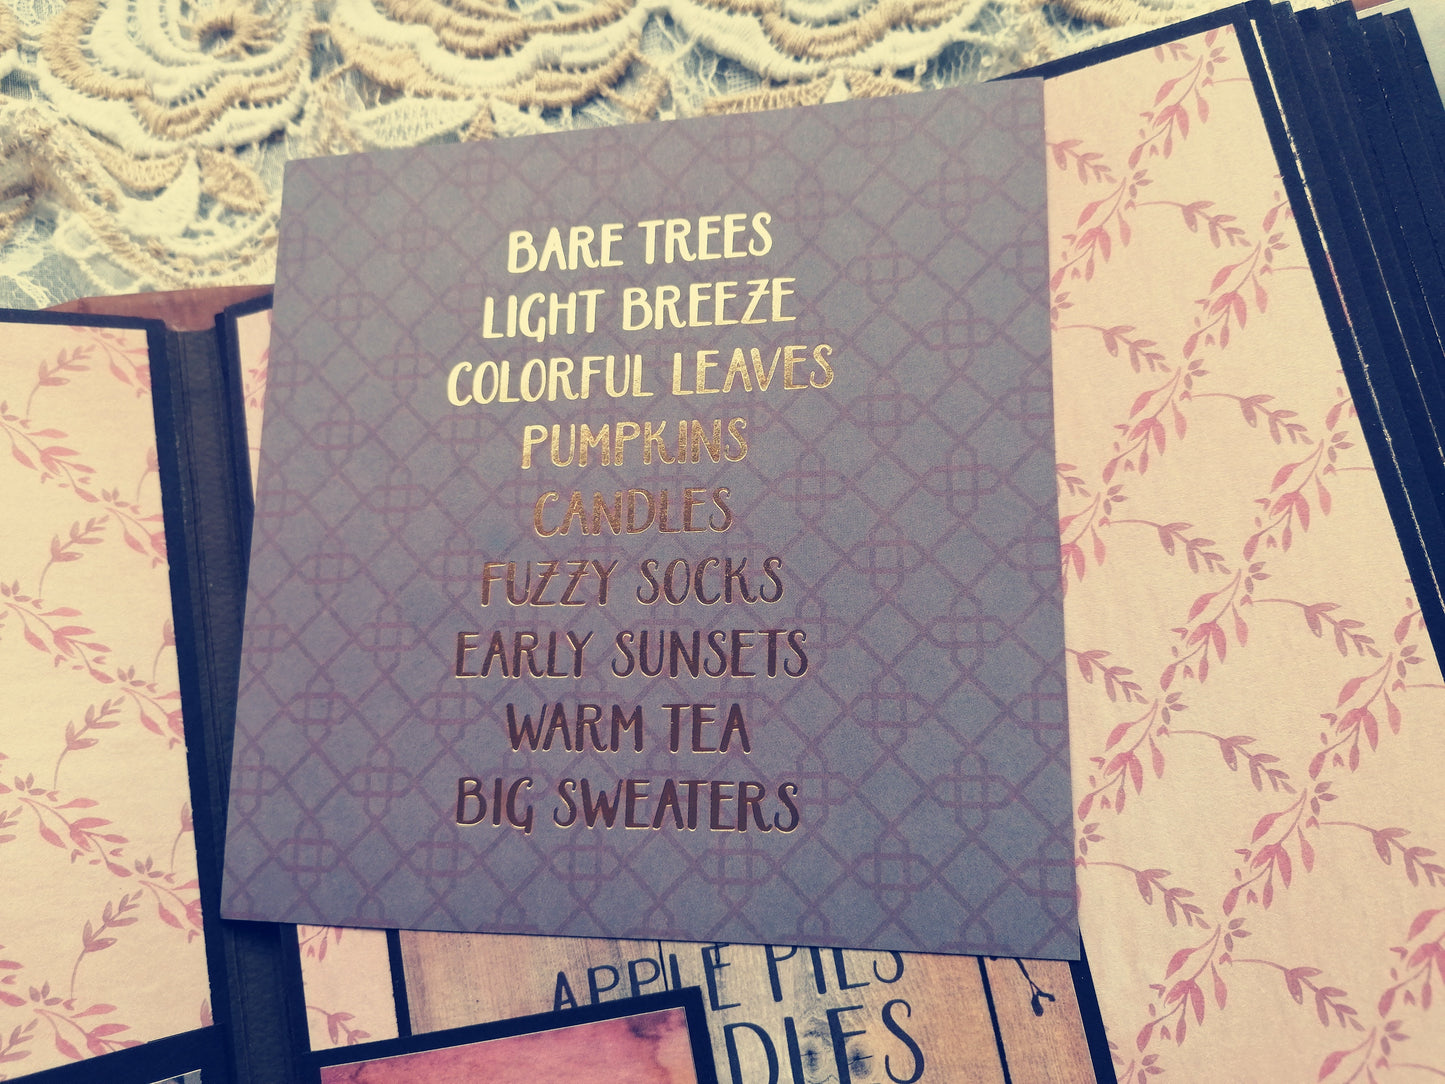 BARE TREES
LIGHT BREEZE
COLORFUL LEAVES
PUMPKINS
CANDLES
FUZZY SOCKS
EARLY SUNSETS
WARM TEA
BIG SWEATERS
APPLE PIES